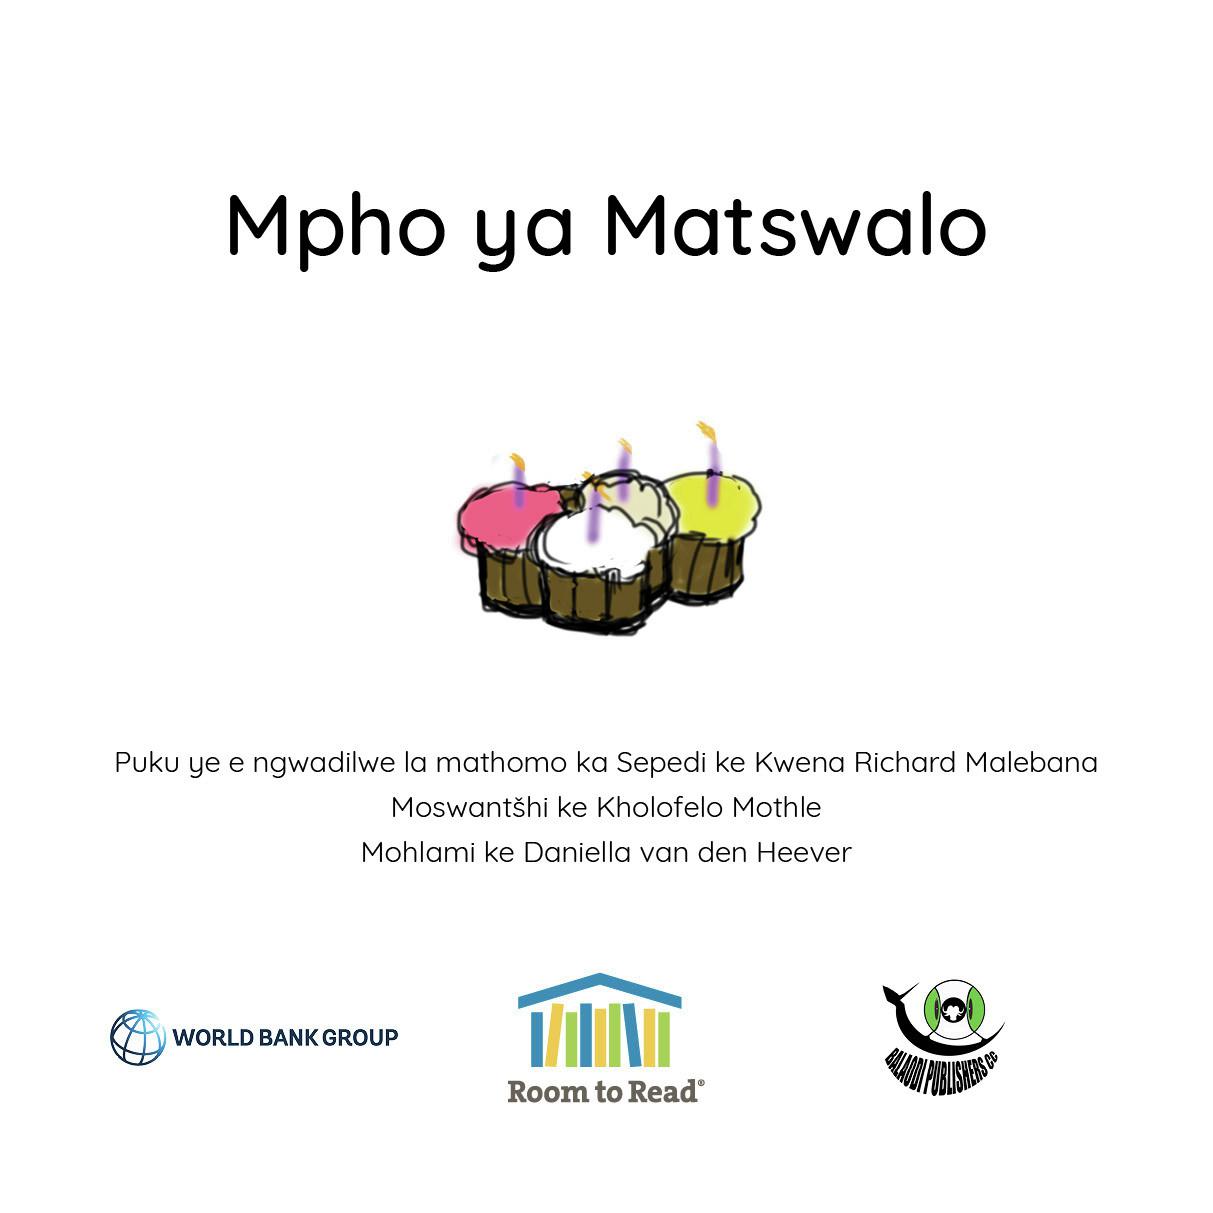 Mpho ya Matswalo
Puku ye e ngwadilwe la mathomo ka Sepedi ke Kwena Richard Malebana
Moswantšhi ke Kholofelo Mothle
Mohlami ke Daniella van den Heever
WORLD BANK GROUP
Room to Read®
BALAODI PUBLISHERS CC